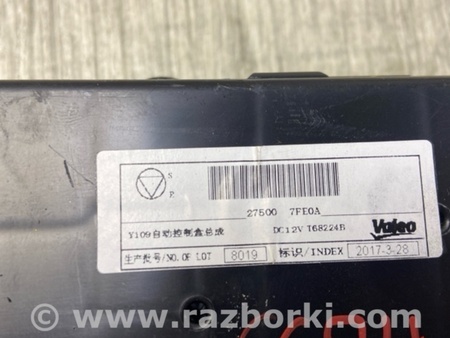 S
P.
27500 7FE0A
Y109自动控制盒总成 DC12V T68224B Valeo
生产批号/NO.OF LOT 8019 标识/INDEX 2017-3-28
© www.razborki.com